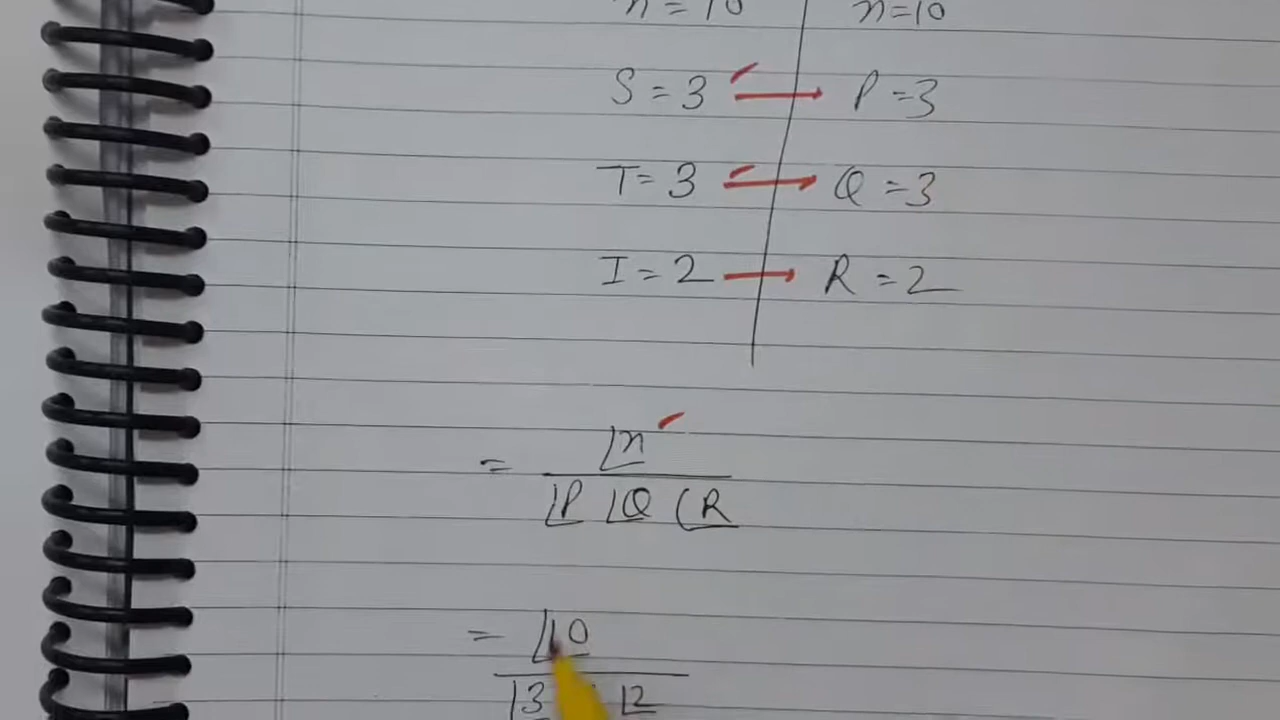 n = 10 n=10
S = 3 → P = 3
T = 3 → Q = 3
I = 2 → R = 2
= |n
|P |Q |R
= |10
|3 |2